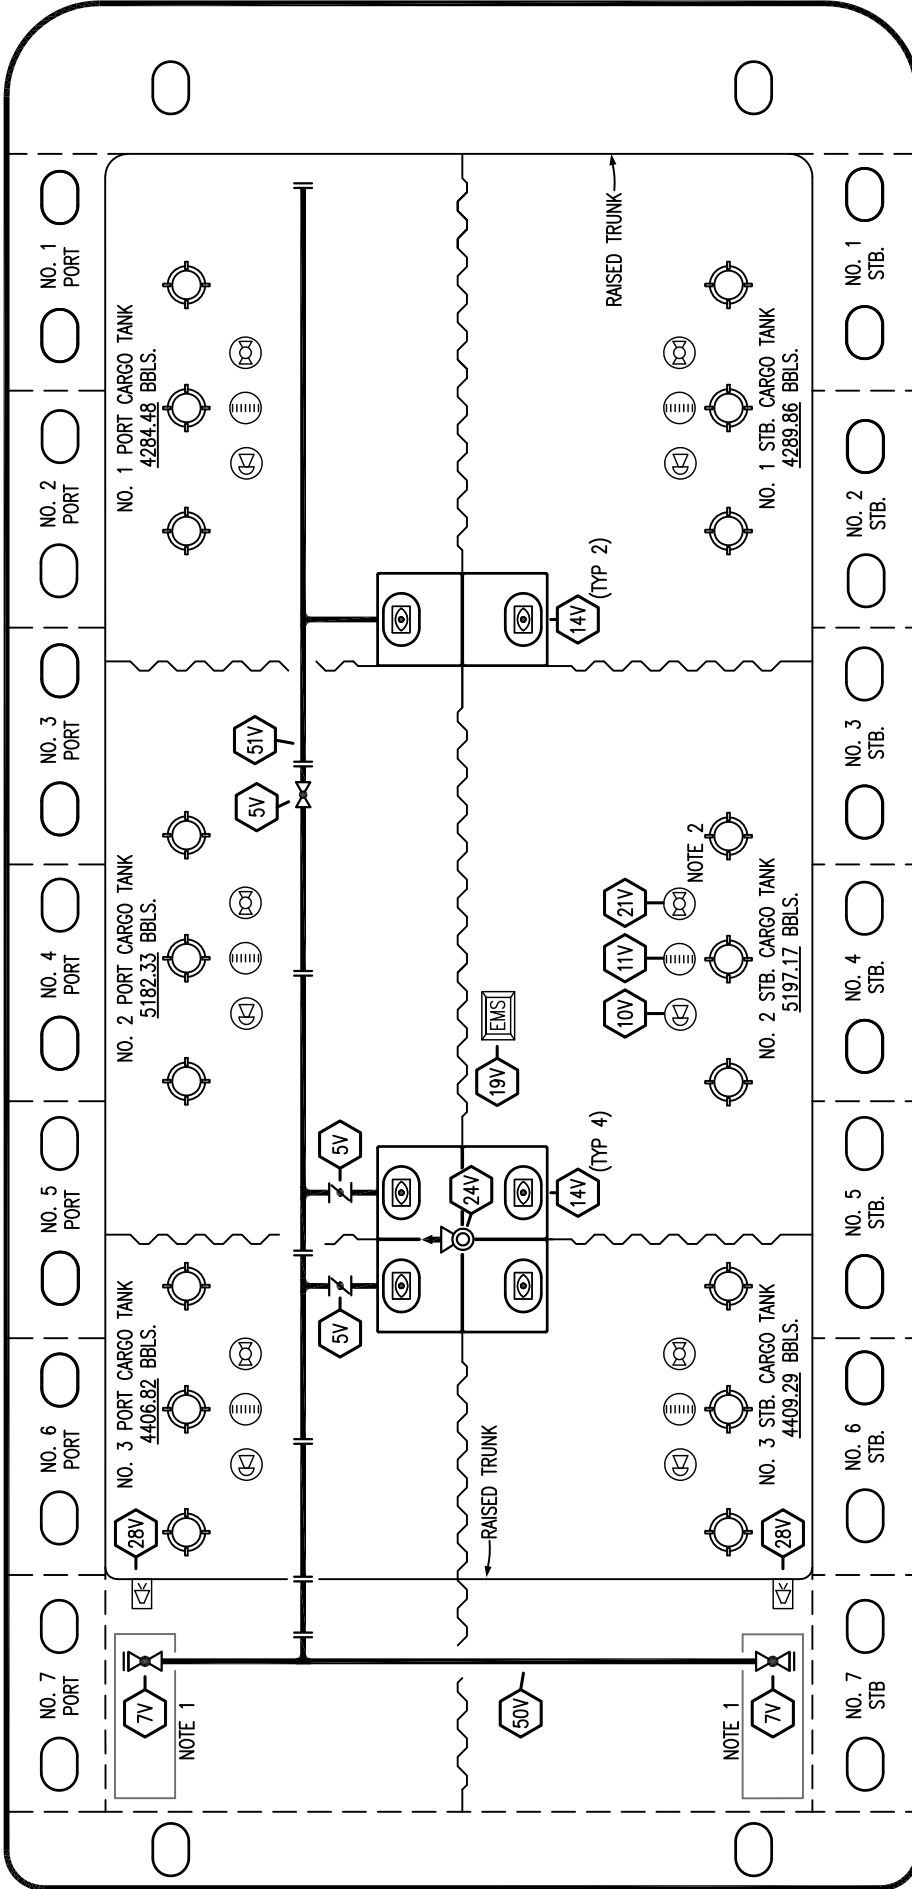 NO. 1
PORT
NO. 2
PORT
NO. 3
PORT
NO. 4
PORT
NO. 5
PORT
NO. 6
PORT
NO. 7
PORT
NO. 1 PORT CARGO TANK
4284.48 BBLS.
NO. 2 PORT CARGO TANK
5182.33 BBLS.
NO. 3 PORT CARGO TANK
4406.82 BBLS.
28V
7V
NOTE 1
51V
5V
5V
5V
RAISED TRUNK
14V
(TYP 2)
EMS
19V
24V
14V
(TYP 4)
RAISED TRUNK
50V
21V
11V
10V
NOTE 2
NO. 1 STB. CARGO TANK
4289.86 BBLS.
NO. 2 STB. CARGO TANK
5197.17 BBLS.
NO. 3 STB. CARGO TANK
4409.29 BBLS.
28V
NOTE 1
7V
NO. 1
STB.
NO. 2
STB.
NO. 3
STB.
NO. 4
STB.
NO. 5
STB.
NO. 6
STB.
NO. 7
STB